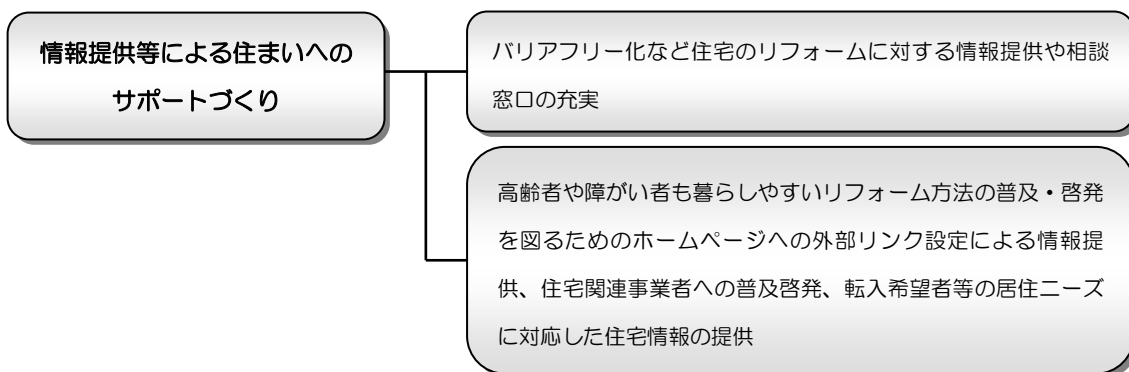 情報提供等による住まいへの
サポートづくり
バリアフリー化など住宅のリフォームに対する情報提供や相談
窓口の充実
高齢者や障がい者も暮らしやすいリフォーム方法の普及・啓発
を図るためのホームページへの外部リンク設定による情報提
供、住宅関連事業者への普及啓発、転入希望者等の居住ニーズ
に対応した住宅情報の提供